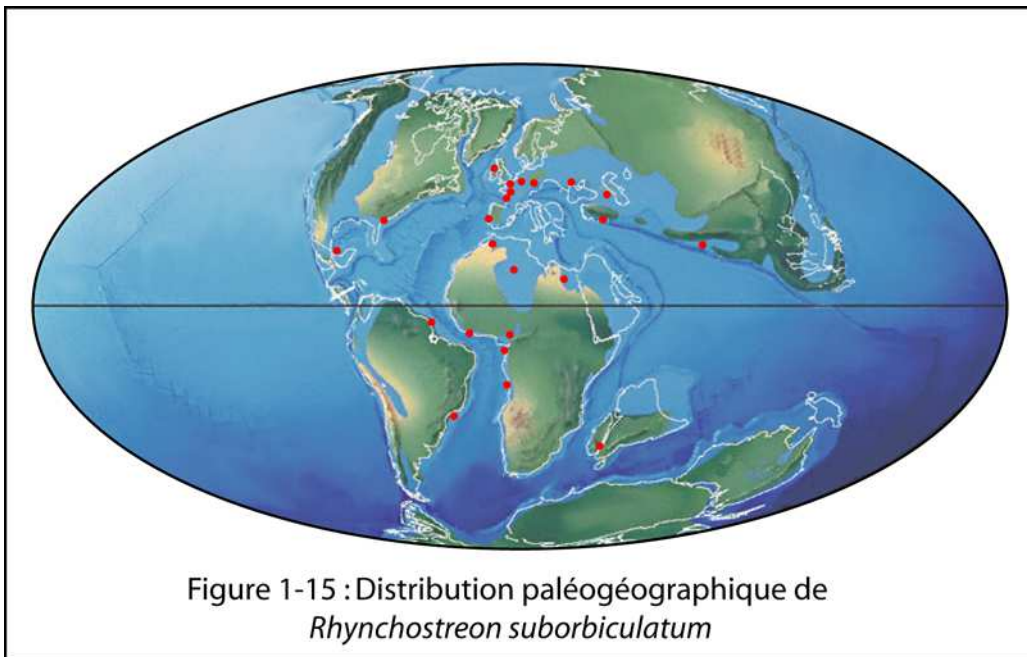 Figure 1-15 : Distribution paléogéographique de
Rhynchostreon suborbiculatum